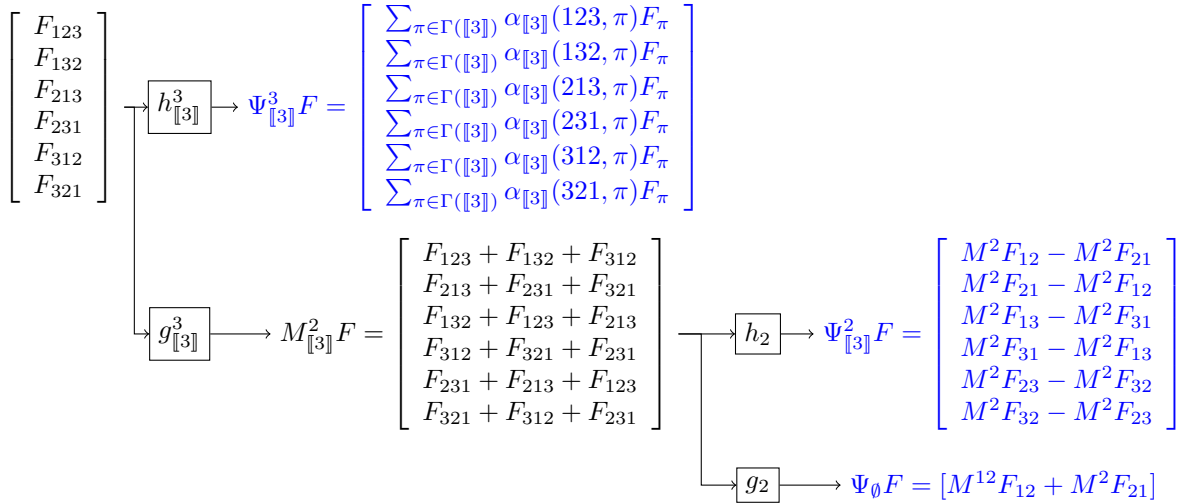 F_{123}
F_{132}
F_{213}
F_{231}
F_{312}
F_{321}
h^3_{⟦3⟧}
Ψ^3_{⟦3⟧}F =
∑_{π∈Γ(⟦3⟧)} α_{⟦3⟧}(123, π)F_π
∑_{π∈Γ(⟦3⟧)} α_{⟦3⟧}(132, π)F_π
∑_{π∈Γ(⟦3⟧)} α_{⟦3⟧}(213, π)F_π
∑_{π∈Γ(⟦3⟧)} α_{⟦3⟧}(231, π)F_π
∑_{π∈Γ(⟦3⟧)} α_{⟦3⟧}(312, π)F_π
∑_{π∈Γ(⟦3⟧)} α_{⟦3⟧}(321, π)F_π
g^3_{⟦3⟧}
M^2_{⟦3⟧}F =
F_{123} + F_{132} + F_{312}
F_{213} + F_{231} + F_{321}
F_{132} + F_{123} + F_{213}
F_{312} + F_{321} + F_{231}
F_{231} + F_{213} + F_{123}
F_{321} + F_{312} + F_{231}
h_2
Ψ^2_{⟦3⟧}F =
M^2F_{12} − M^2F_{21}
M^2F_{21} − M^2F_{12}
M^2F_{13} − M^2F_{31}
M^2F_{31} − M^2F_{13}
M^2F_{23} − M^2F_{32}
M^2F_{32} − M^2F_{23}
g_2
Ψ_∅F = [M^{12}F_{12} + M^2F_{21}]